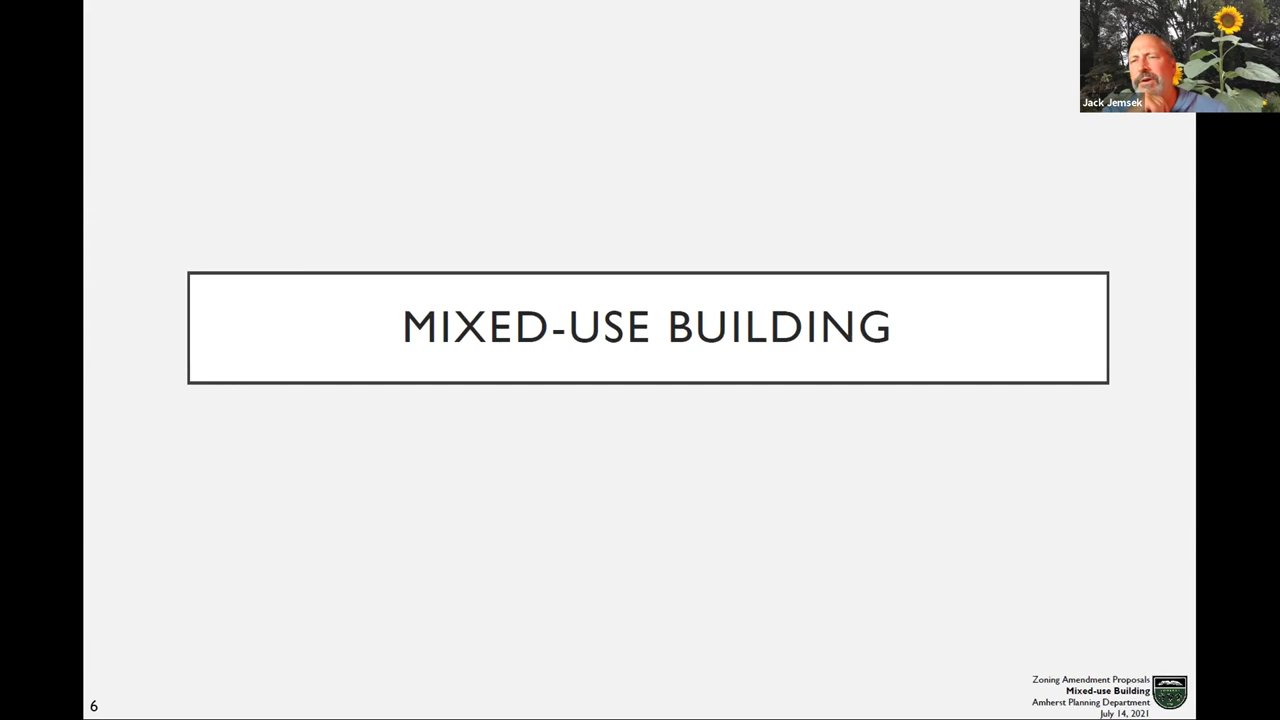 Jack Jemsek
MIXED-USE BUILDING
6
Zoning Amendment Proposals
Mixed-use Building
Amherst Planning Department
July 14, 2021